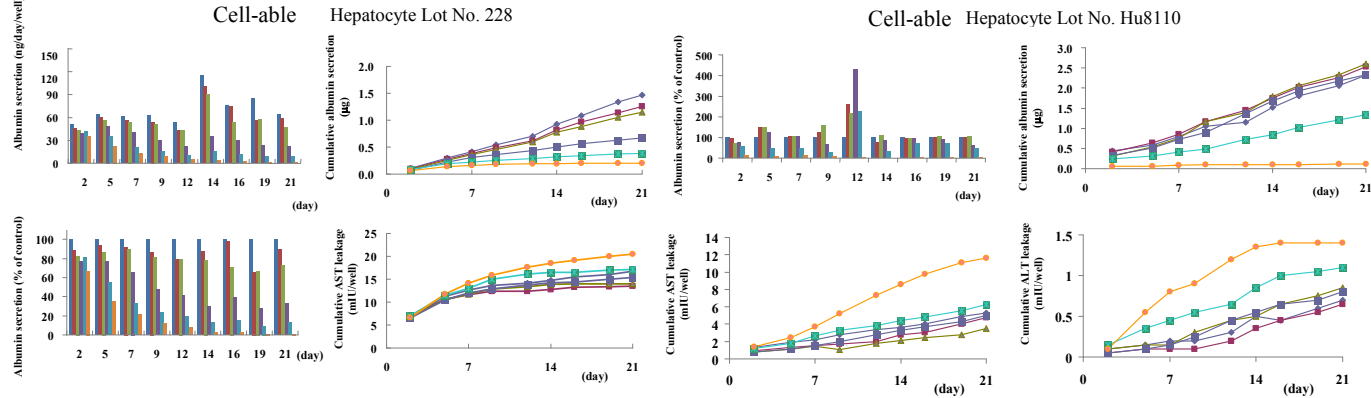 Cell-able Hepatocyte Lot No. 228
Albumin secretion (ng/day/well)
150
120
90
60
30
0
2 5 7 9 12 14 16 19 21
(day)
Cumulative albumin secretion
(µg)
2.0
1.5
1.0
0.5
0.0
0 7 14 21
(day)
Albumin secretion (% of control)
100
80
60
40
20
0
2 5 7 9 12 14 16 19 21
(day)
Cumulative AST leakage
(mIU/well)
25
20
15
10
5
0
0 7 14 21
(day)
Cell-able Hepatocyte Lot No. Hu8110
Albumin secretion (% of control)
500
400
300
200
100
0
2 5 7 9 12 14 16 19 21
(day)
Cumulative albumin secretion
(µg)
3.0
2.5
2.0
1.5
1.0
0.5
0.0
0 7 14 21
(day)
Cumulative AST leakage
(mIU/well)
14
12
10
8
6
4
2
0
0 7 14 21
(day)
Cumulative ALT leakage
(mIU/well)
1.5
1
0.5
0
0 7 14 21
(day)